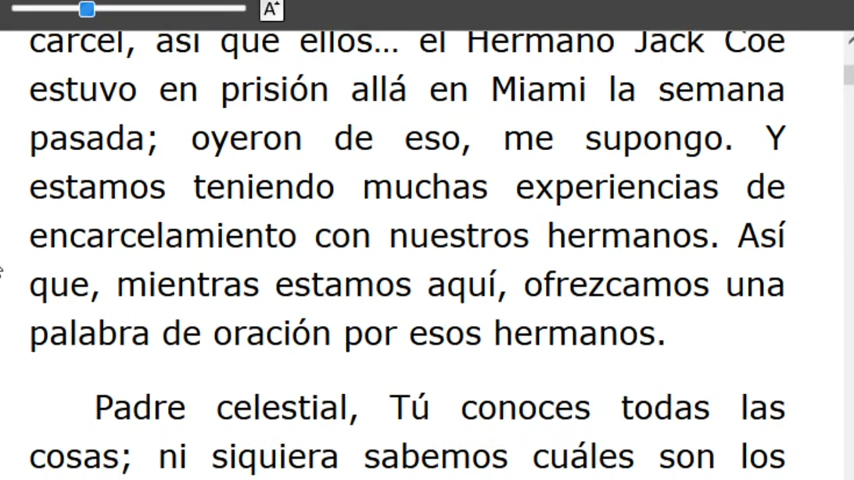 A
carcel, así que ellos... el Hermano Jack Coe
estuvo en prisión allá en Miami la semana
pasada; oyeron de eso, me supongo. Y
estamos teniendo muchas experiencias de
encarcelamiento con nuestros hermanos. Así
que, mientras estamos aquí, ofrezcamos una
palabra de oración por esos hermanos.
Padre celestial, Tú conoces todas las
cosas; ni siquiera sabemos cuáles son los